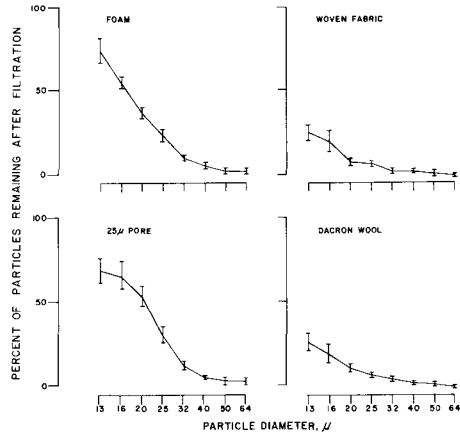 FOAM
WOVEN FABRIC
100
50
0
25μ PORE
DACRON WOOL
100
50
0
13 16 20 25 32 40 50 64
13 16 20 25 32 40 50 64
PARTICLE DIAMETER, μ
PERCENT OF PARTICLES REMAINING AFTER FILTRATION